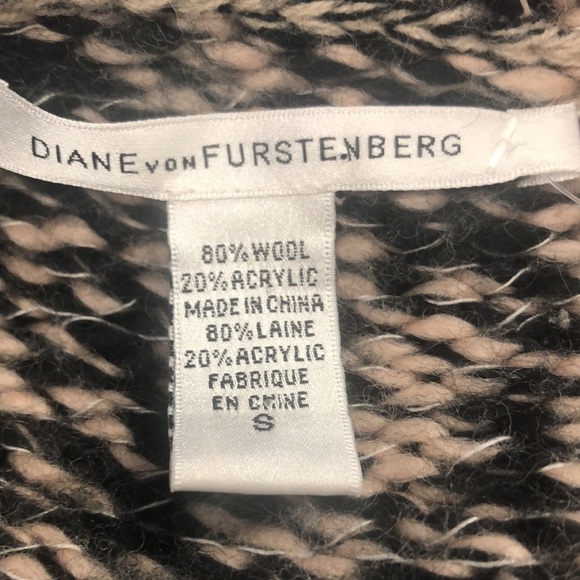 DIANE VON FURSTENBERG
80% WOOL
20% ACRYLIC
MADE IN CHINA
80% LAINE
20% ACRYLIC
FABRIQUE
EN CHINE
S